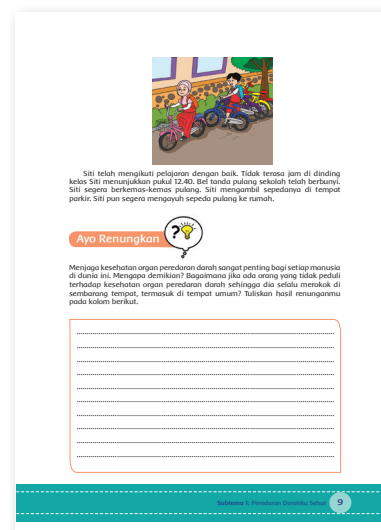 Siti telah mengikuti pelajaran dengan baik. Tidak terasa jam di dinding
kelas Siti menunjukkan pukul 12.40. Bel tanda pulang sekolah telah berbunyi.
Siti segera berkemas-kemas pulang. Siti mengambil sepedanya di tempat
parkir. Siti pun segera mengayuh sepeda pulang ke rumah.
Ayo Renungkan
?
Menjaga kesehatan organ peredaran darah sangat penting bagi setiap manusia
di dunia ini. Mengapa demikian? Bagaimana jika ada orang yang tidak peduli
terhadap kesehatan organ peredaran darah sehingga dia selalu merokok di
sembarang tempat, termasuk di tempat umum? Tuliskan hasil renunganmu
pada kolom berikut.
Subtema 1: Peredaran Darahku Sehat 9